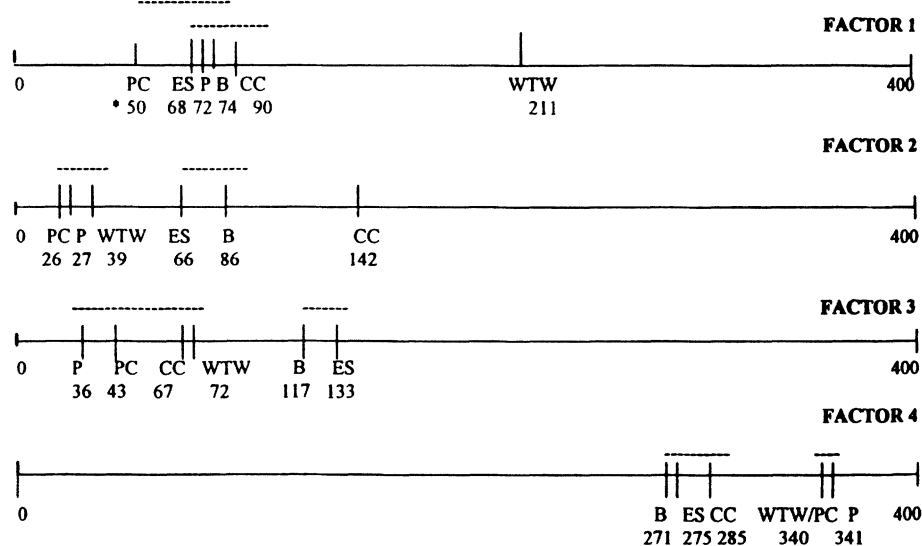 FACTOR 1
0 PC ES P B CC WTW 400
* 50 68 72 74 90 211
FACTOR 2
0 PC P WTW ES B CC 400
26 27 39 66 86 142
FACTOR 3
0 P PC CC WTW B ES 400
36 43 67 72 117 133
FACTOR 4
0 B ES CC WTW/PC P 400
271 275 285 340 341